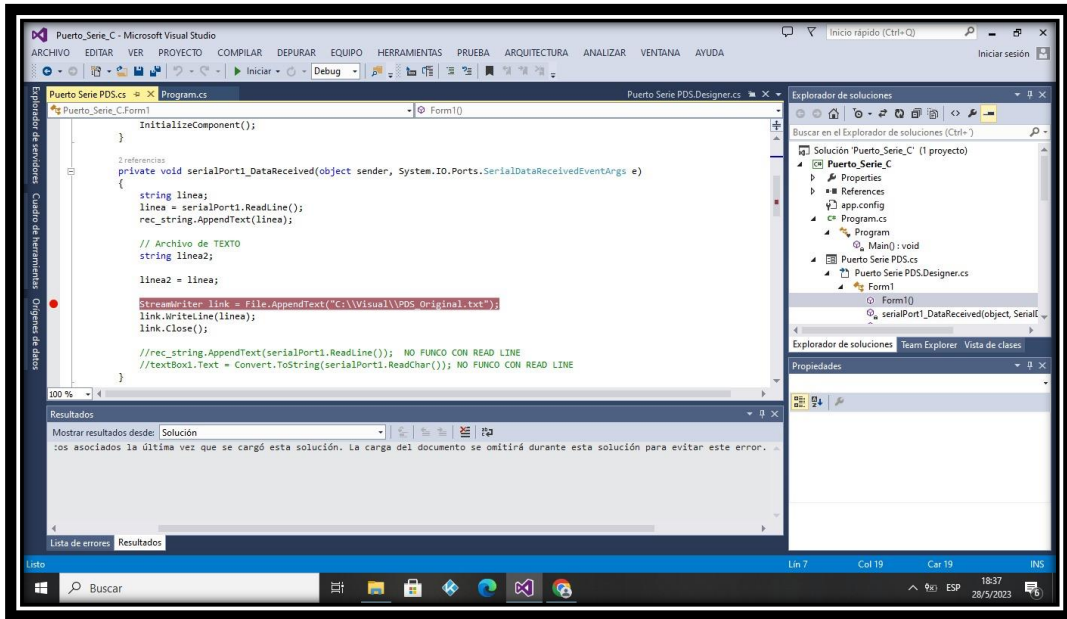 Puerto_Serie_C - Microsoft Visual Studio
Inicio rápido (Ctrl+Q)
ARCHIVO EDITAR VER PROYECTO COMPILAR DEPURAR EQUIPO HERRAMIENTAS PRUEBA ARQUITECTURA ANALIZAR VENTANA AYUDA
Iniciar sesión
Iniciar
Debug
Explorador de servidores
Cuadro de herramientas
Orígenes de datos
Puerto Serie PDS.cs
Program.cs
Puerto Serie PDS.Designer.cs
Puerto_Serie_C.Form1
Form1()
InitializeComponent();
}
2 referencias
private void serialPort1_DataReceived(object sender, System.IO.Ports.SerialDataReceivedEventArgs e)
{
string linea;
linea = serialPort1.ReadLine();
rec_string.AppendText(linea);
// Archivo de TEXTO
string linea2;
linea2 = linea;
StreamWriter link = File.AppendText("C:\\Visual\\PDS_Original.txt");
link.WriteLine(linea);
link.Close();
//rec_string.AppendText(serialPort1.ReadLine()); NO FUNCO CON READ LINE
//textBox1.Text = Convert.ToString(serialPort1.ReadChar()); NO FUNCO CON READ LINE
}
100 %
Resultados
Mostrar resultados desde: Solución
:os asociados la última vez que se cargó esta solución. La carga del documento se omitirá durante esta solución para evitar este error.
Lista de errores Resultados
Explorador de soluciones
Buscar en el Explorador de soluciones (Ctrl+')
Solución 'Puerto_Serie_C' (1 proyecto)
Puerto_Serie_C
Properties
References
app.config
Program.cs
Program
Main() : void
Puerto Serie PDS.cs
Puerto Serie PDS.Designer.cs
Form1
Form1()
serialPort1_DataReceived(object, SerialD
Explorador de soluciones Team Explorer Vista de clases
Propiedades
Listo
Lín 7 Col 19 Car 19 INS
Buscar
ESP
18:37
28/5/2023
6